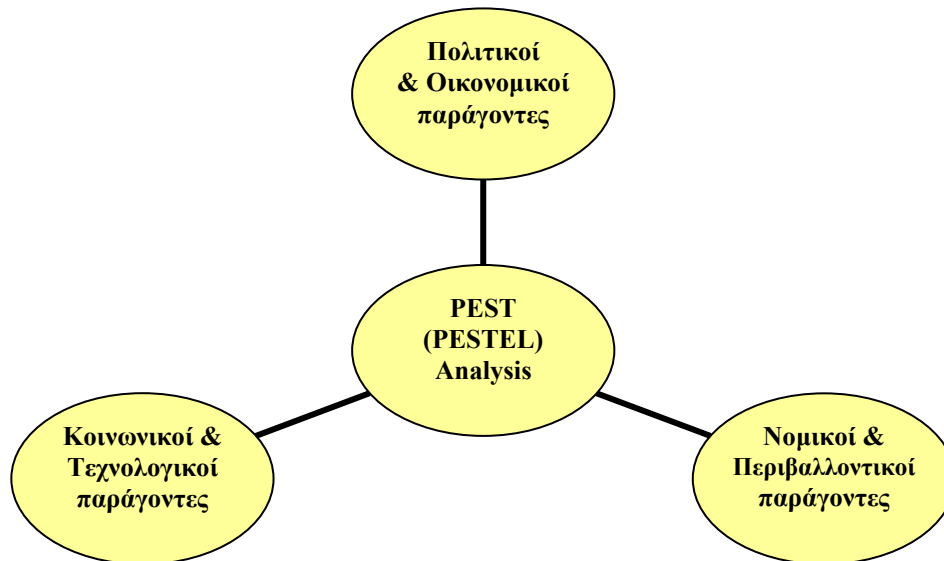 Πολιτικοί
& Οικονομικοί
παράγοντες
PEST
(PESTEL)
Analysis
Κοινωνικοί &
Τεχνολογικοί
παράγοντες
Νομικοί &
Περιβαλλοντικοί
παράγοντες